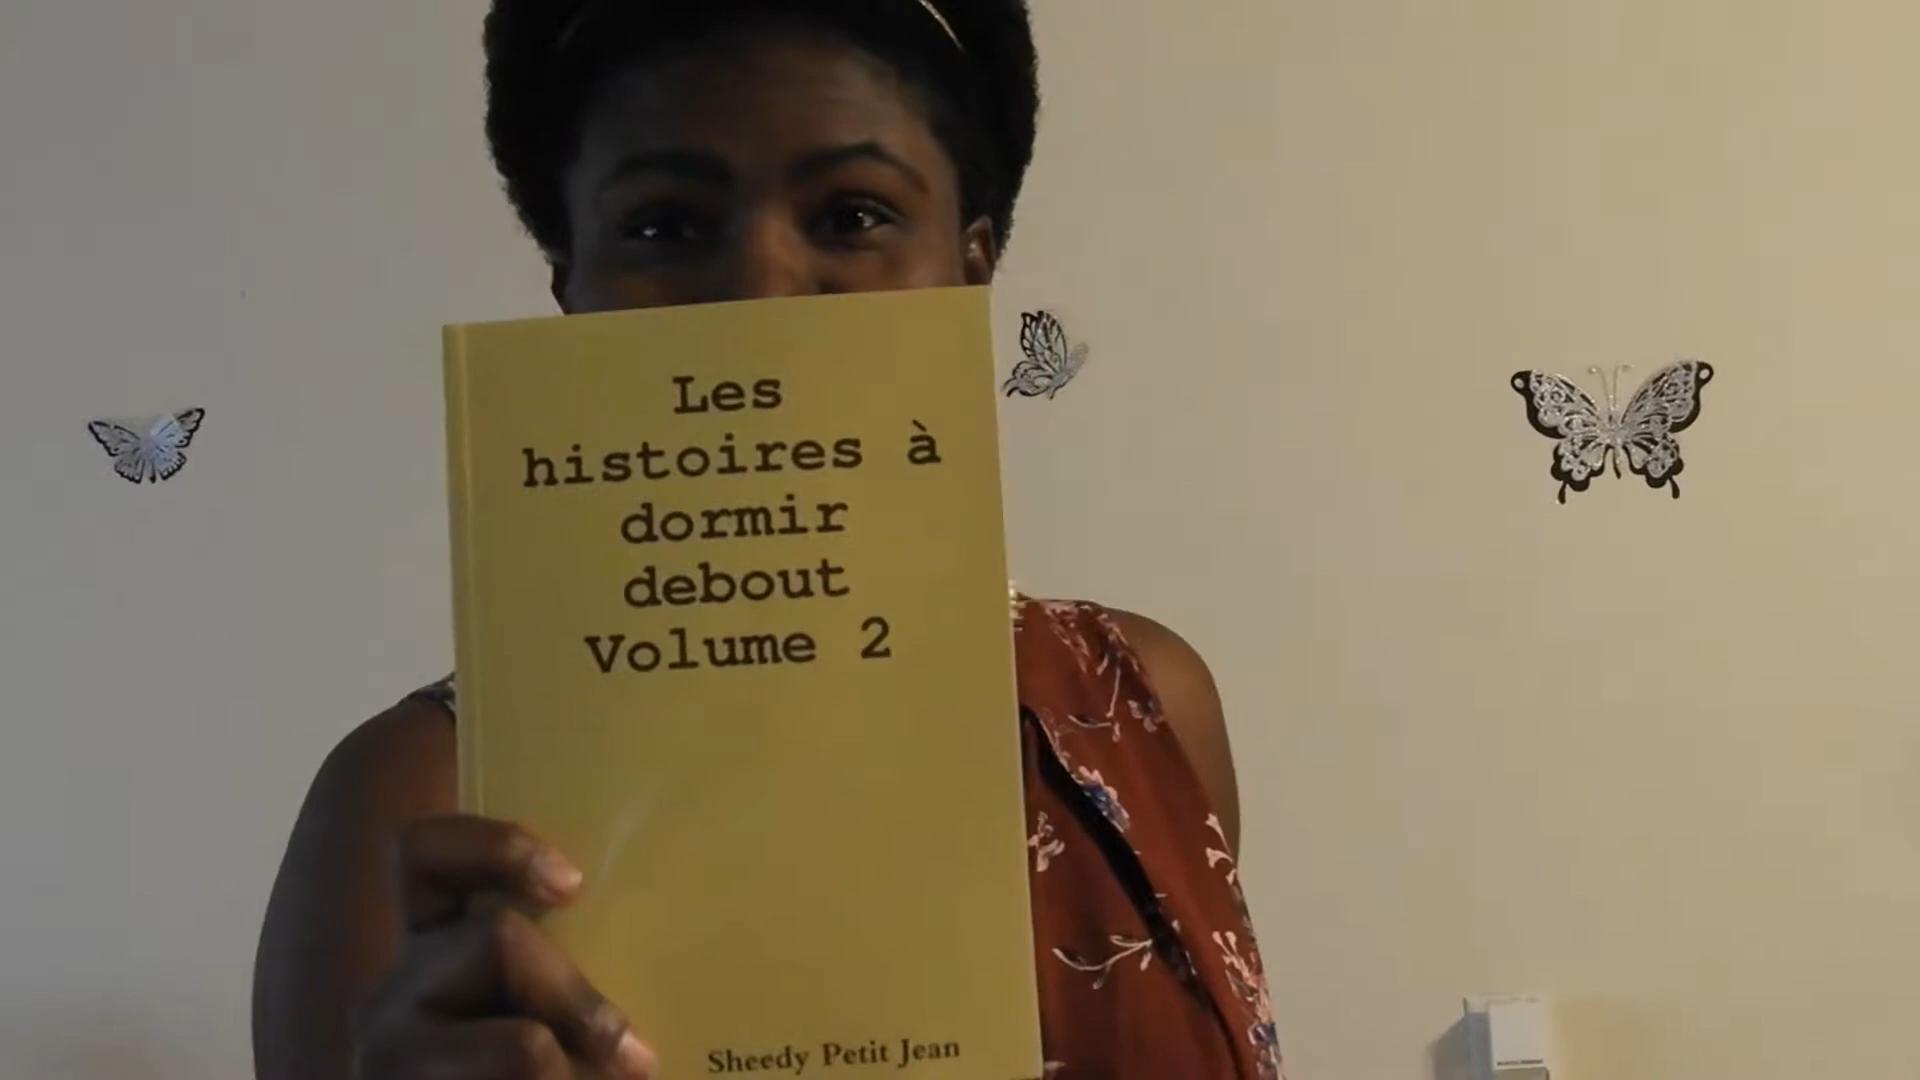 Les
histoires à
dormir
debout
Volume 2
Sheedy Petit Jean